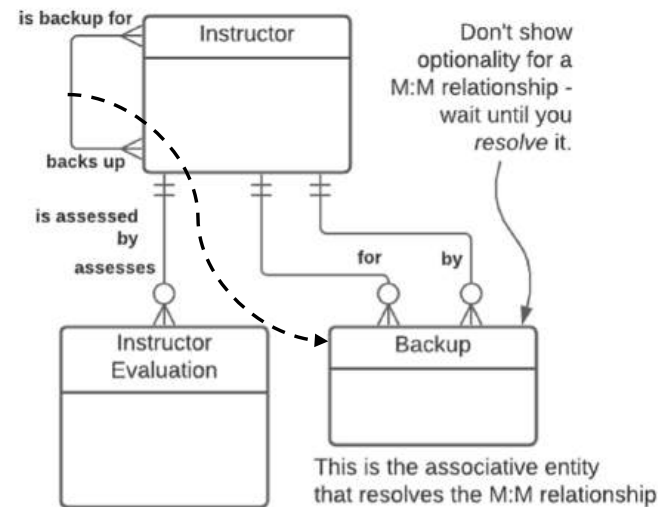 is backup for
Instructor
backs up
Don't show
optionality for a
M:M relationship -
wait until you
resolve it.
is assessed
by
assesses
for
by
Instructor
Evaluation
Backup
This is the associative entity
that resolves the M:M relationship